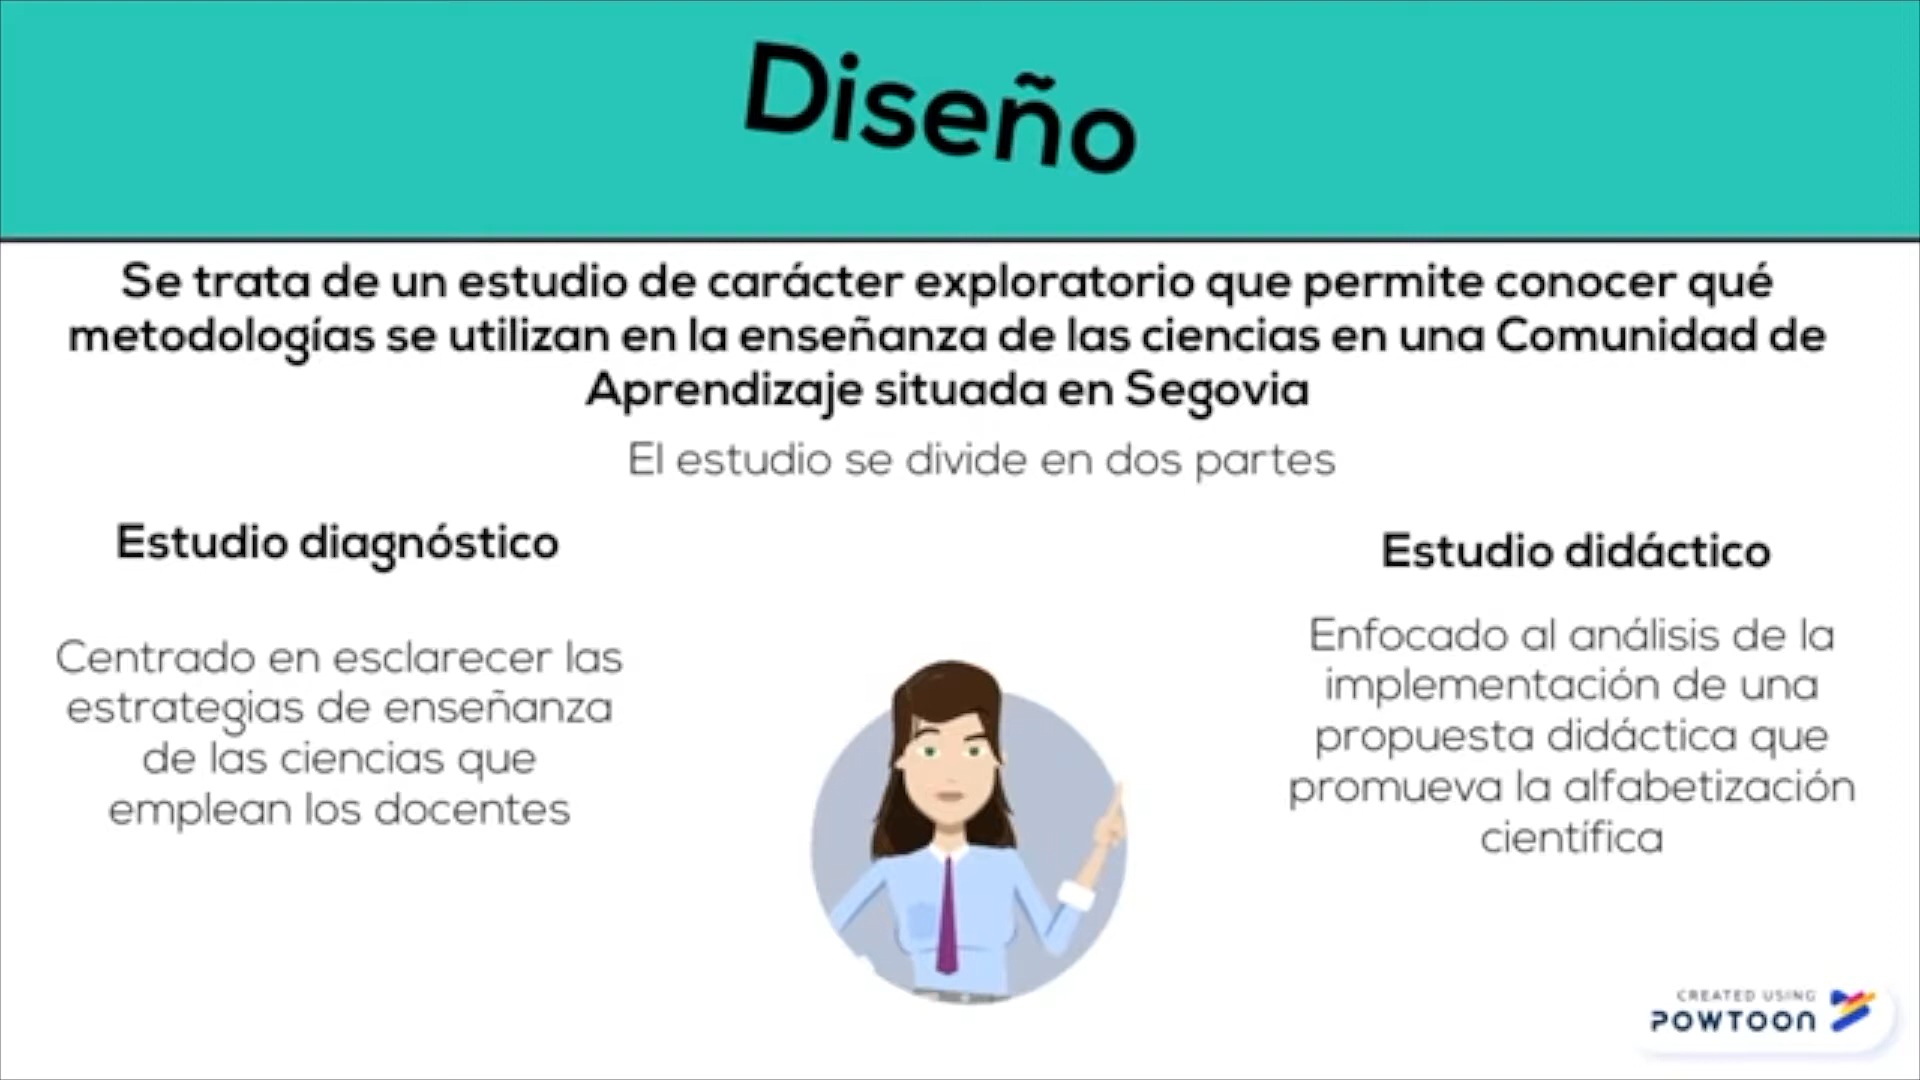 Diseño
Se trata de un estudio de carácter exploratorio que permite conocer qué
metodologías se utilizan en la enseñanza de las ciencias en una Comunidad de
Aprendizaje situada en Segovia
El estudio se divide en dos partes
Estudio diagnóstico
Centrado en esclarecer las
estrategias de enseñanza
de las ciencias que
emplean los docentes
Estudio didáctico
Enfocado al análisis de la
implementación de una
propuesta didáctica que
promueva la alfabetización
científica
CREATED USING
POWTOON